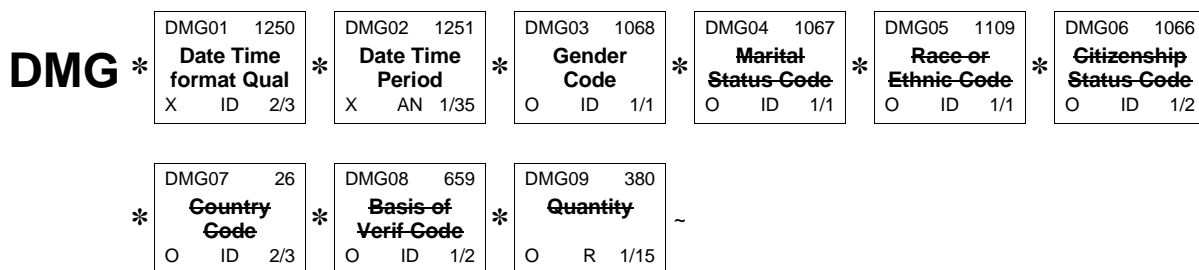 DMG01 1250 DMG02 1251 DMG03 1068 DMG04 1067 DMG05 1109 DMG06 1066
DMG * Date Time * Date Time * Gender * Marital * Race or * Citizenship
format Qual Period Code Status Code Ethnic Code Status Code
X ID 2/3 X AN 1/35 O ID 1/1 O ID 1/1 O ID 1/1 O ID 1/2
DMG07 26 DMG08 659 DMG09 380
* Country * Basis of * Quantity ~
Code Verif Code
O ID 2/3 O ID 1/2 O R 1/15